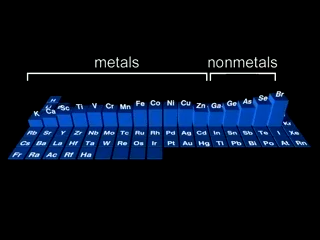 metals nonmetals
H
K Ca Sc Ti V Cr Mn Fe Co Ni Cu Zn Ga Ge As Se Br Kr
Rb Sr Y Zr Nb Mo Tc Ru Rh Pd Ag Cd In Sn Sb Te I Xe
Cs Ba La Hf Ta W Re Os Ir Pt Au Hg Tl Pb Bi Po At Rn
Fr Ra Ac Rf Ha